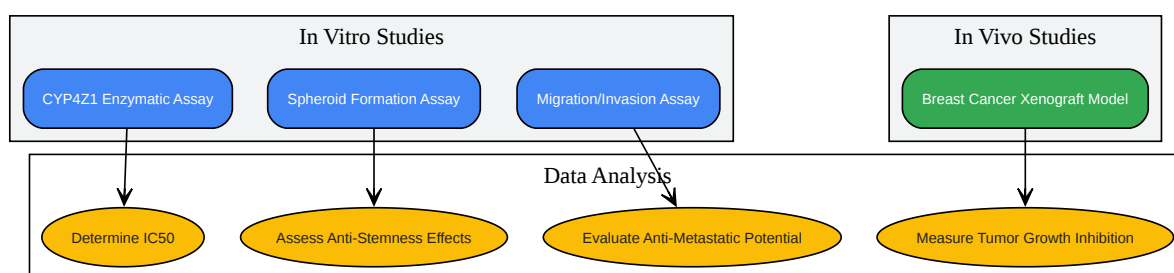 In Vitro Studies
In Vivo Studies
CYP4Z1 Enzymatic Assay
Spheroid Formation Assay
Migration/Invasion Assay
Breast Cancer Xenograft Model
Data Analysis
Determine IC50
Assess Anti-Stemness Effects
Evaluate Anti-Metastatic Potential
Measure Tumor Growth Inhibition